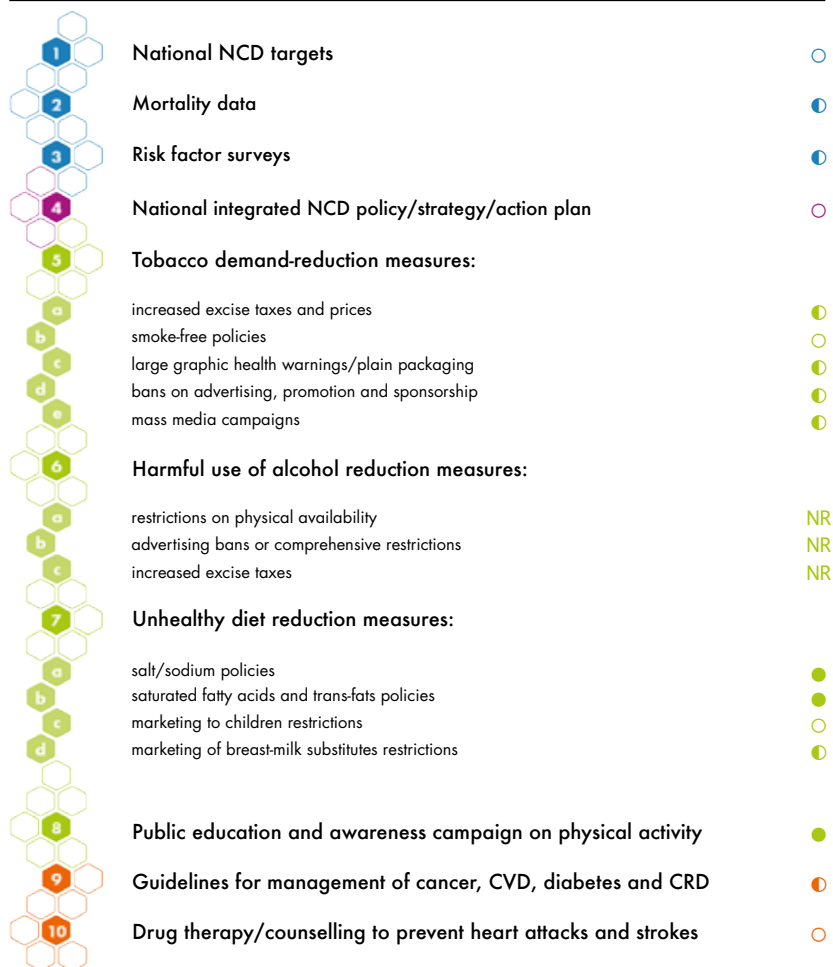 1 National NCD targets ○
2 Mortality data ◐
3 Risk factor surveys ◐
4 National integrated NCD policy/strategy/action plan ○
5 Tobacco demand-reduction measures:
a increased excise taxes and prices ◐
b smoke-free policies ○
c large graphic health warnings/plain packaging ◐
d bans on advertising, promotion and sponsorship ◐
e mass media campaigns ◐
6 Harmful use of alcohol reduction measures:
a restrictions on physical availability NR
b advertising bans or comprehensive restrictions NR
c increased excise taxes NR
7 Unhealthy diet reduction measures:
a salt/sodium policies ●
b saturated fatty acids and trans-fats policies ●
c marketing to children restrictions ○
d marketing of breast-milk substitutes restrictions ◐
8 Public education and awareness campaign on physical activity ●
9 Guidelines for management of cancer, CVD, diabetes and CRD ◐
10 Drug therapy/counselling to prevent heart attacks and strokes ○